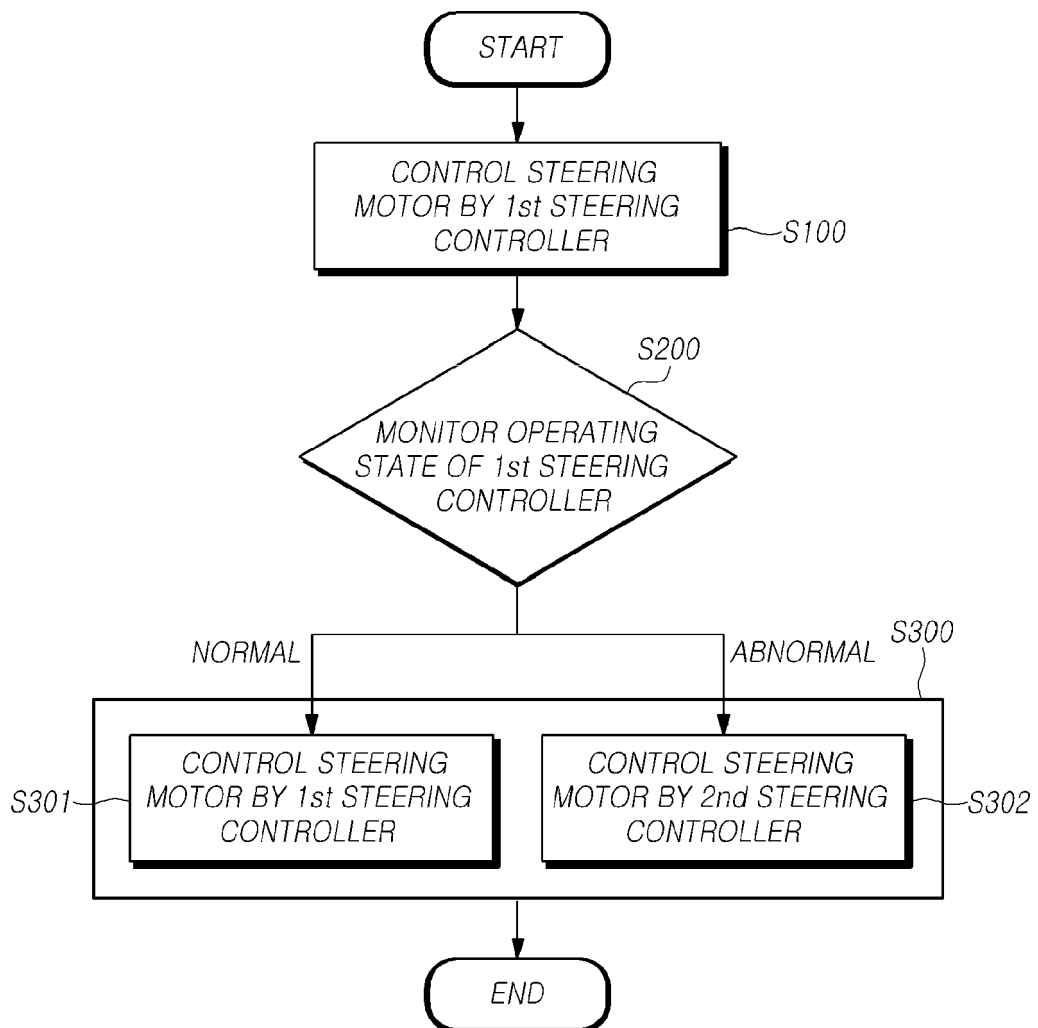 START
CONTROL STEERING
MOTOR BY 1st STEERING
CONTROLLER
S100
S200
MONITOR OPERATING
STATE OF 1st STEERING
CONTROLLER
S300
NORMAL
ABNORMAL
CONTROL STEERING
MOTOR BY 1st STEERING
CONTROLLER
S301
CONTROL STEERING
MOTOR BY 2nd STEERING
CONTROLLER
S302
END